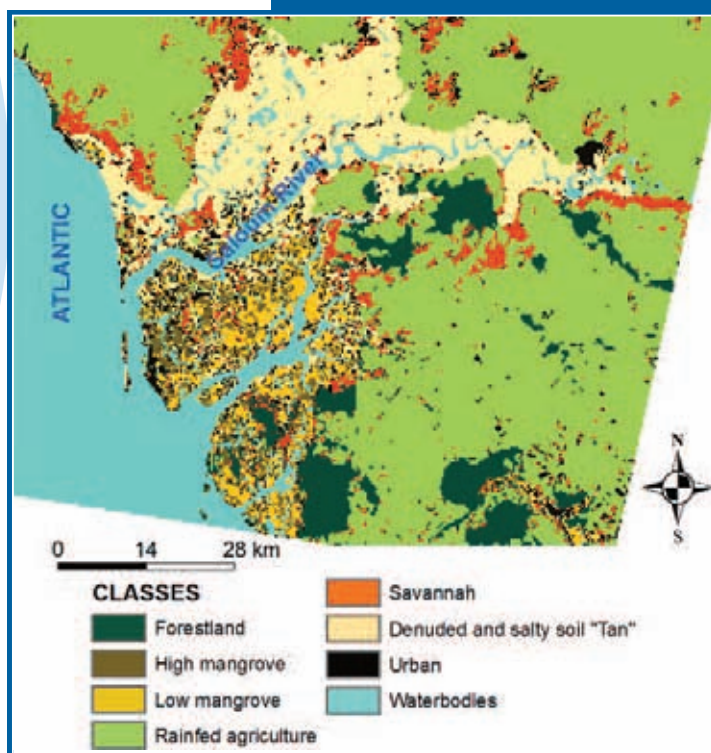 Saloum River
ATLANTIC
N
S
0 14 28 km
CLASSES
Forestland
High mangrove
Low mangrove
Rainfed agriculture
Savannah
Denuded and salty soil "Tan"
Urban
Waterbodies